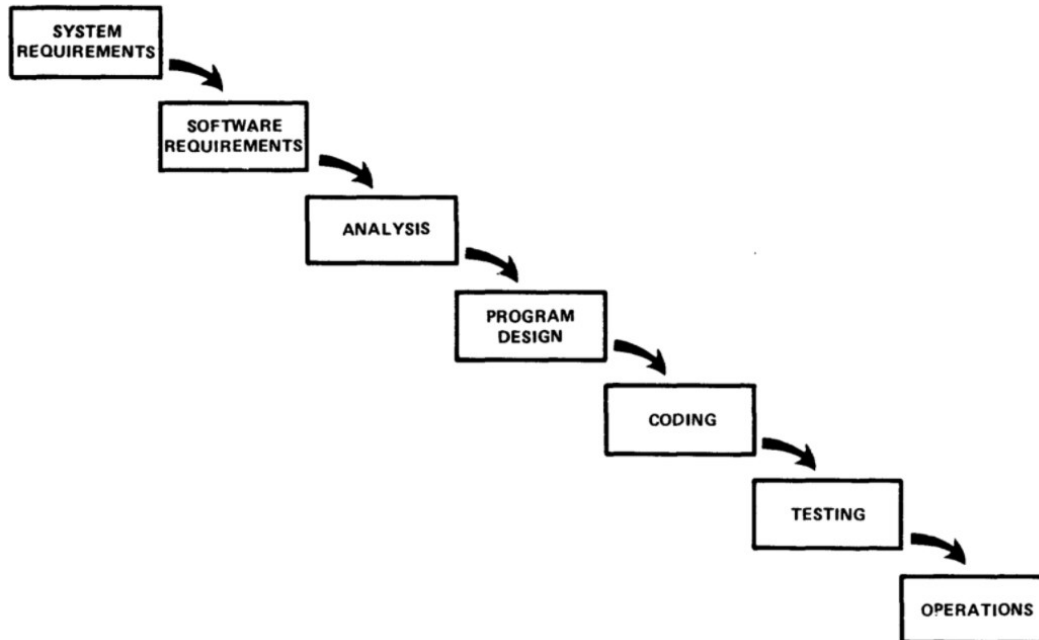 SYSTEM
REQUIREMENTS
SOFTWARE
REQUIREMENTS
ANALYSIS
PROGRAM
DESIGN
CODING
TESTING
OPERATIONS